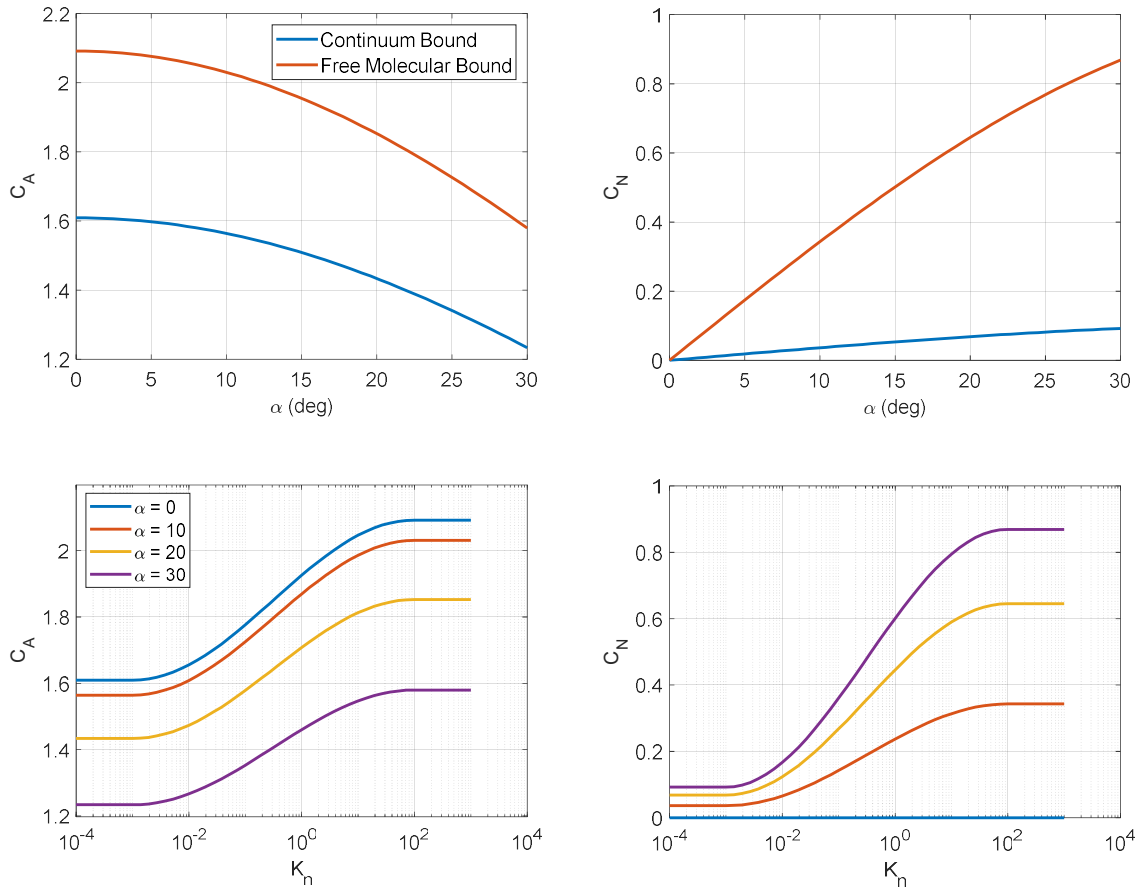 2.2
2
1.8
1.6
1.4
1.2
C_A
0 5 10 15 20 25 30
α (deg)
Continuum Bound
Free Molecular Bound
1
0.8
0.6
0.4
0.2
0
C_N
0 5 10 15 20 25 30
α (deg)
2
1.8
1.6
1.4
1.2
C_A
α = 0
α = 10
α = 20
α = 30
10^-4 10^-2 10^0 10^2 10^4
K_n
1
0.8
0.6
0.4
0.2
0
C_N
10^-4 10^-2 10^0 10^2 10^4
K_n